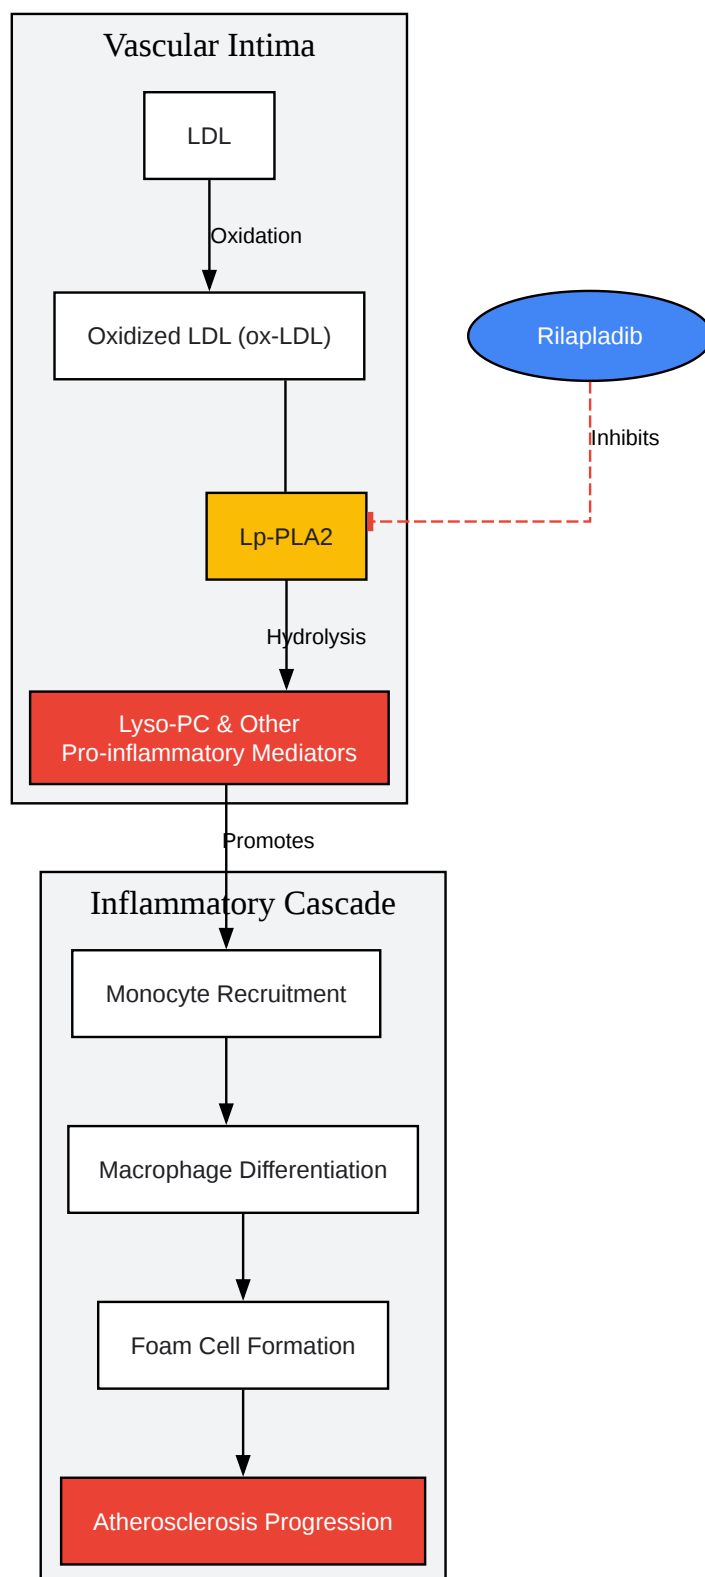 Vascular Intima
LDL
Oxidation
Oxidized LDL (ox-LDL)
Rilapladib
Inhibits
Lp-PLA2
Hydrolysis
Lyso-PC & Other
Pro-inflammatory Mediators
Promotes
Inflammatory Cascade
Monocyte Recruitment
Macrophage Differentiation
Foam Cell Formation
Atherosclerosis Progression